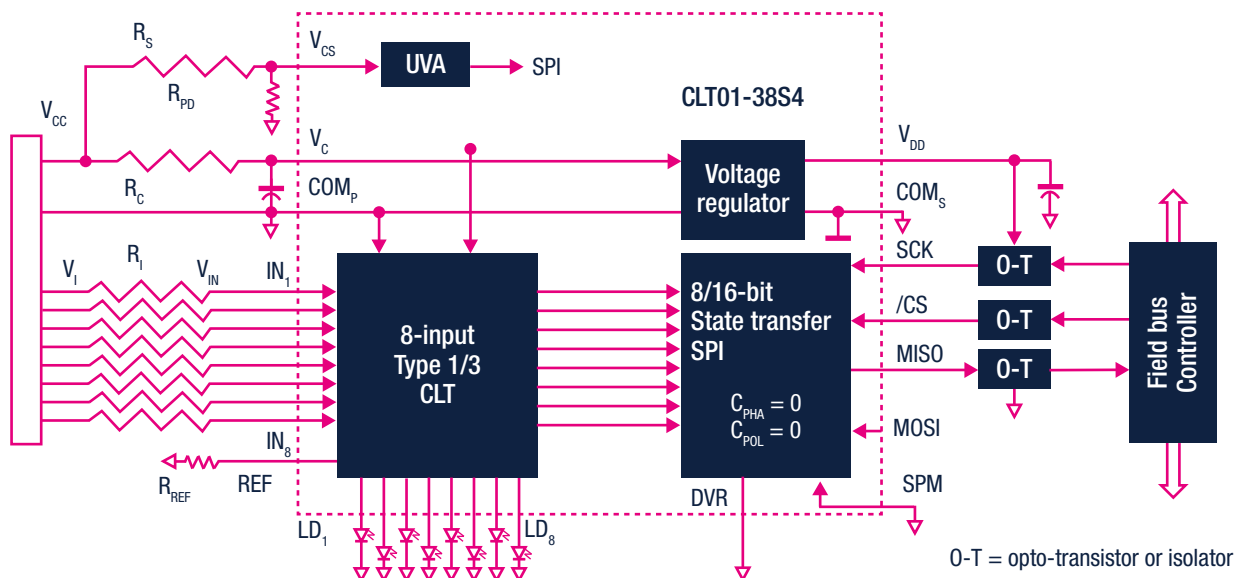 R_S
V_CS
UVA
SPI
R_PD
CLT01-38S4
V_CC
V_C
V_DD
R_C
COM_P
Voltage
regulator
COM_S
SCK
O-T
V_I
R_I
V_IN
IN_1
8-input
Type 1/3
CLT
8/16-bit
State transfer
SPI
C_PHA = 0
C_POL = 0
/CS
O-T
MISO
O-T
Field bus
Controller
MOSI
IN_8
R_REF
REF
DVR
SPM
LD_1
LD_8
O-T = opto-transistor or isolator